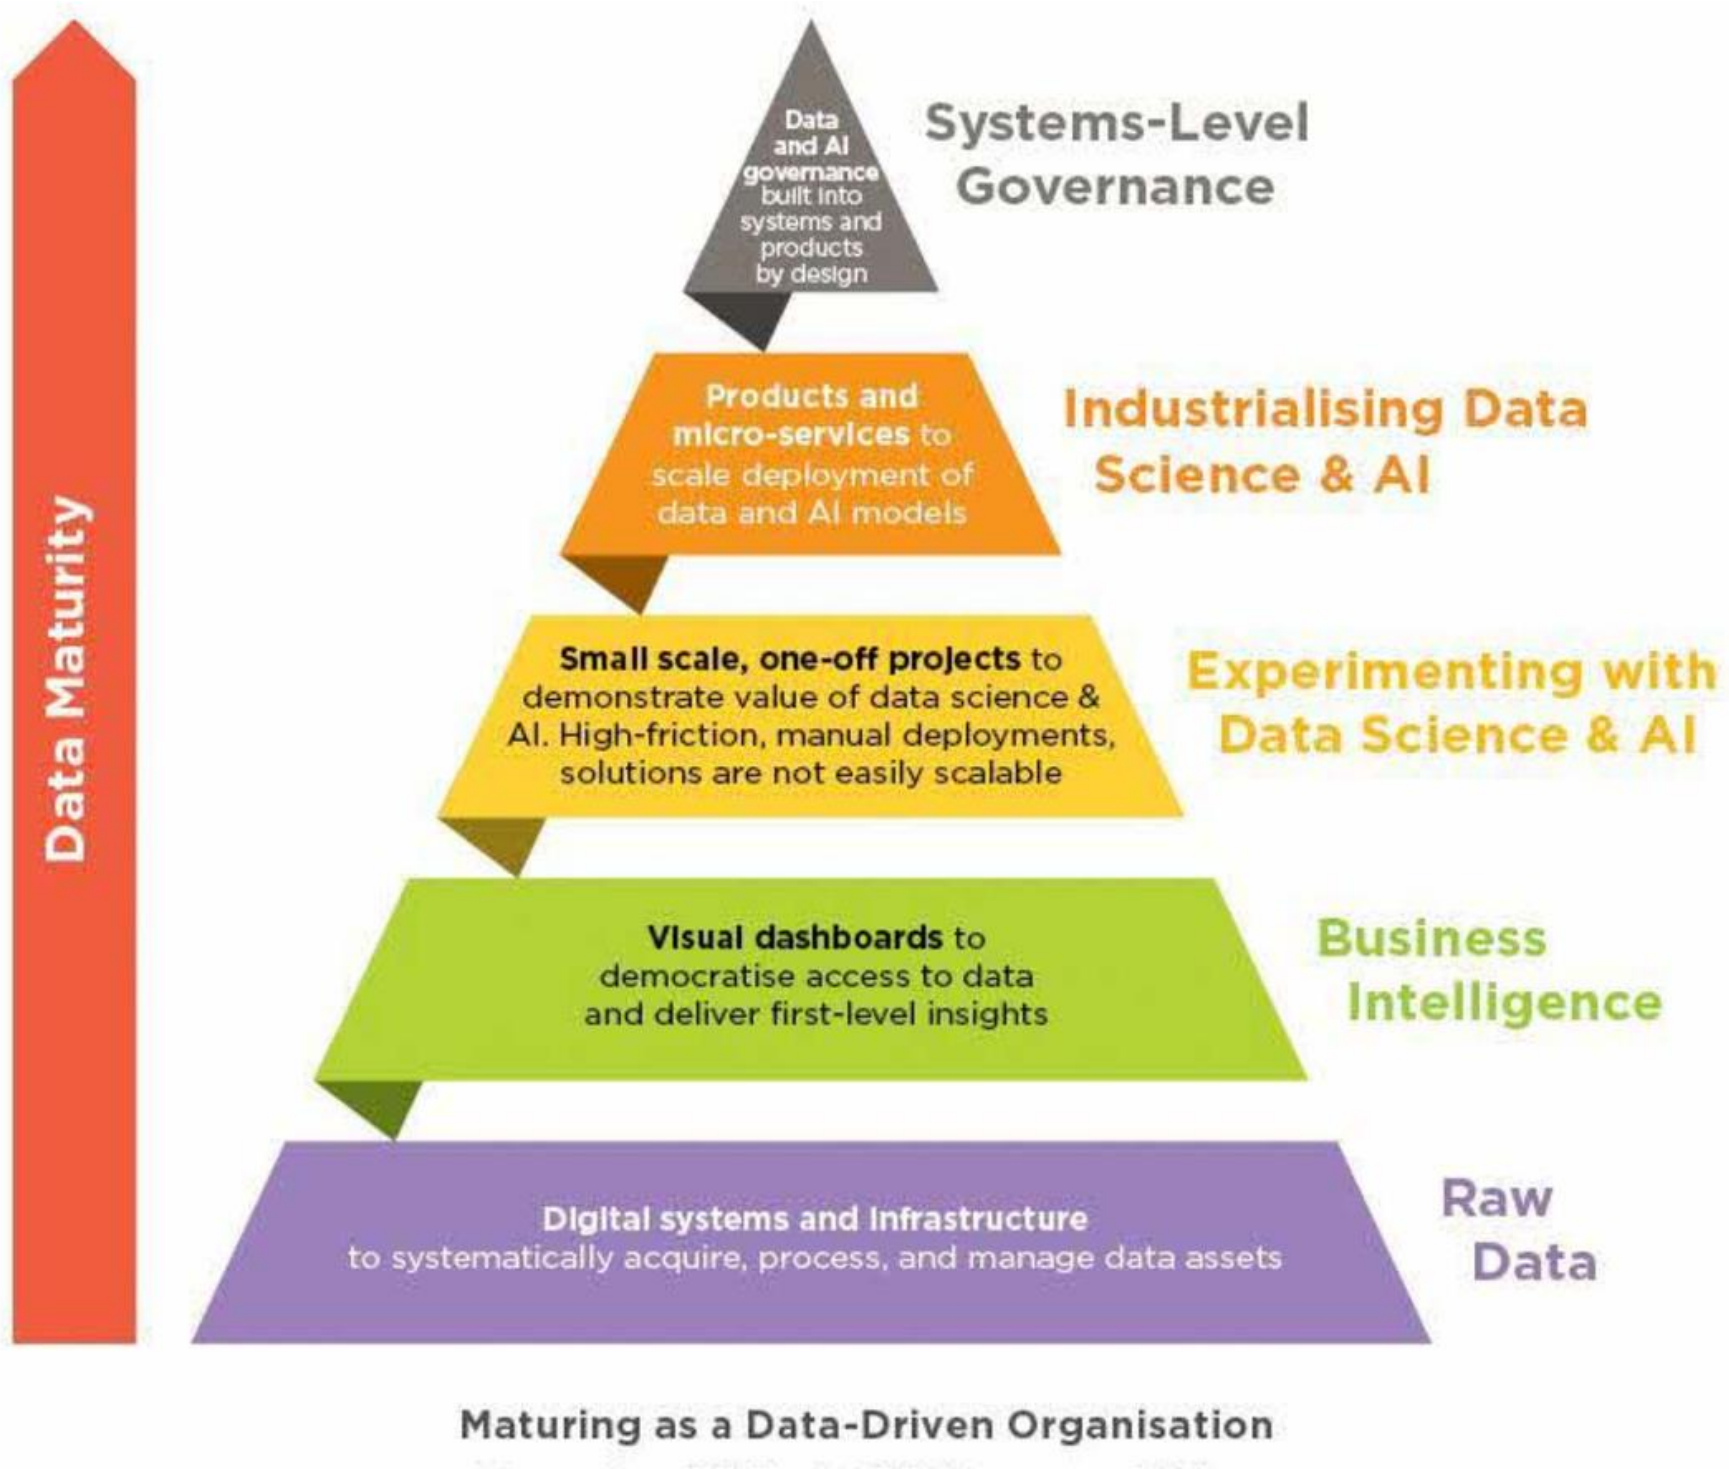 Data
and AI
governance
built into
systems and
products
by design
Systems-Level
Governance
Products and
micro-services to
scale deployment of
data and AI models
Industrialising Data
Science & AI
Small scale, one-off projects to
demonstrate value of data science &
AI. High-friction, manual deployments,
solutions are not easily scalable
Experimenting with
Data Science & AI
Visual dashboards to
democratise access to data
and deliver first-level insights
Business
Intelligence
Digital systems and infrastructure
to systematically acquire, process, and manage data assets
Raw
Data
Data Maturity
Maturing as a Data-Driven Organisation